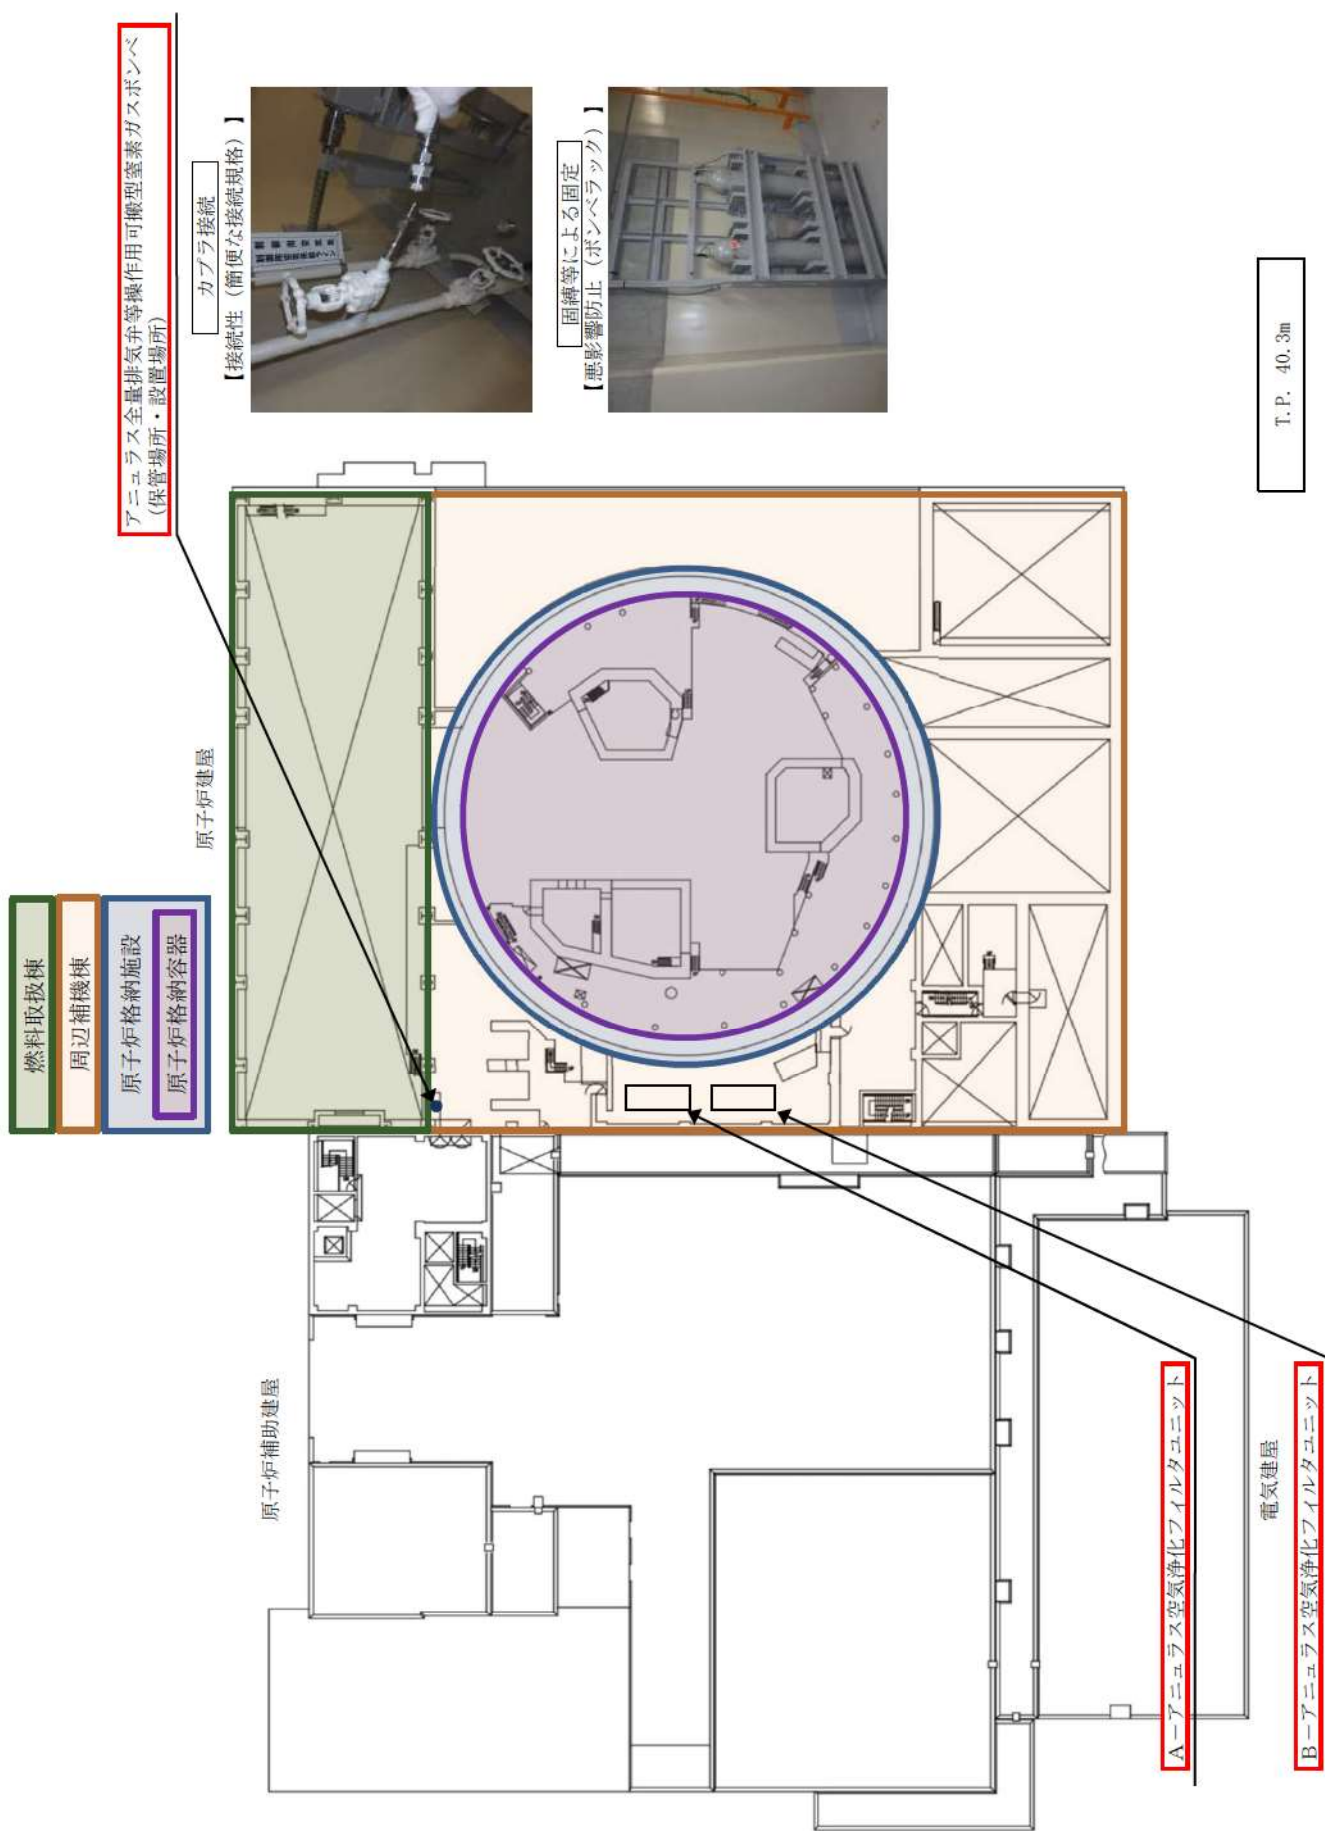 燃料取扱棟
周辺補機棟
原子炉格納施設
原子炉格納容器
アニュラス全量排気弁等操作用可搬型窒素ガスボンベ
(保管場所・設置場所)
カプラ接続
【接続性（簡便な接続規格）】
固縛等による固定
【悪影響防止（ボンベラック）】
原子炉建屋
原子炉補助建屋
A－アニュラス空気浄化フィルタユニット
電気建屋
B－アニュラス空気浄化フィルタユニット
T.P. 40.3m